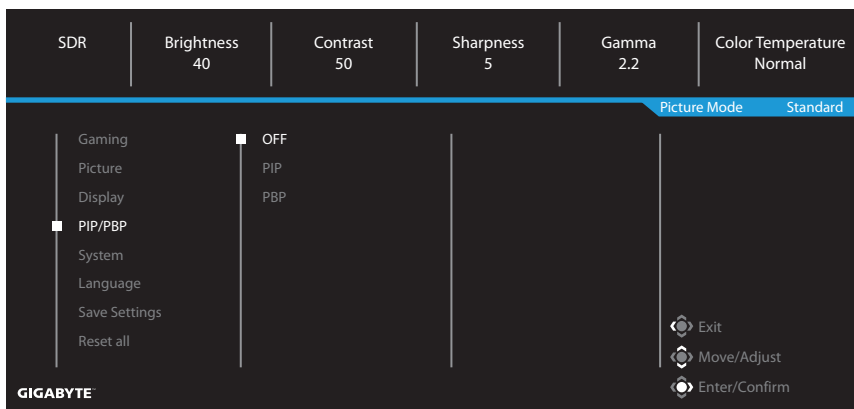 SDR
Brightness
40
Contrast
50
Sharpness
5
Gamma
2.2
Color Temperature
Normal
Picture Mode Standard
Gaming
Picture
Display
PIP/PBP
System
Language
Save Settings
Reset all
OFF
PIP
PBP
Exit
Move/Adjust
Enter/Confirm
GIGABYTE™